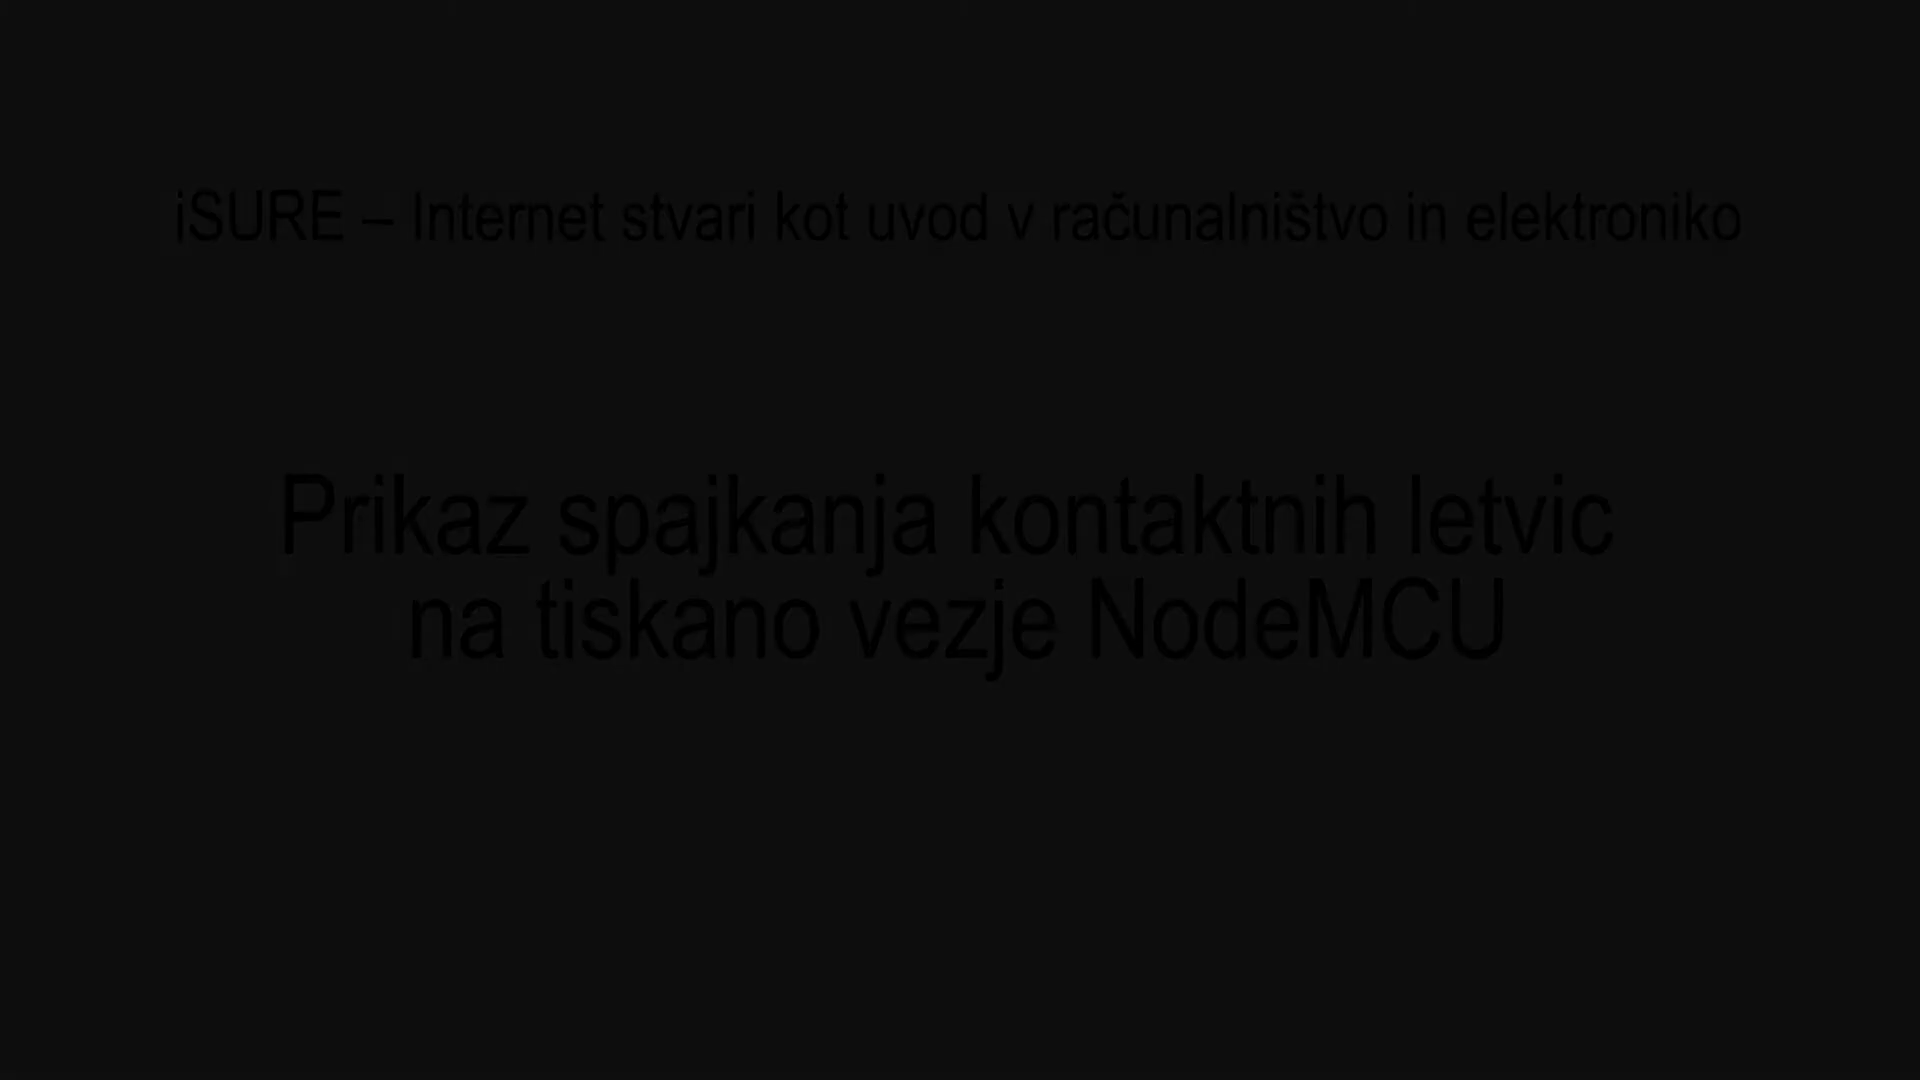 iSURE – Internet stvari kot uvod v računalništvo in elektroniko
Prikaz spajkanja kontaktnih letvic
na tiskano vezje NodeMCU